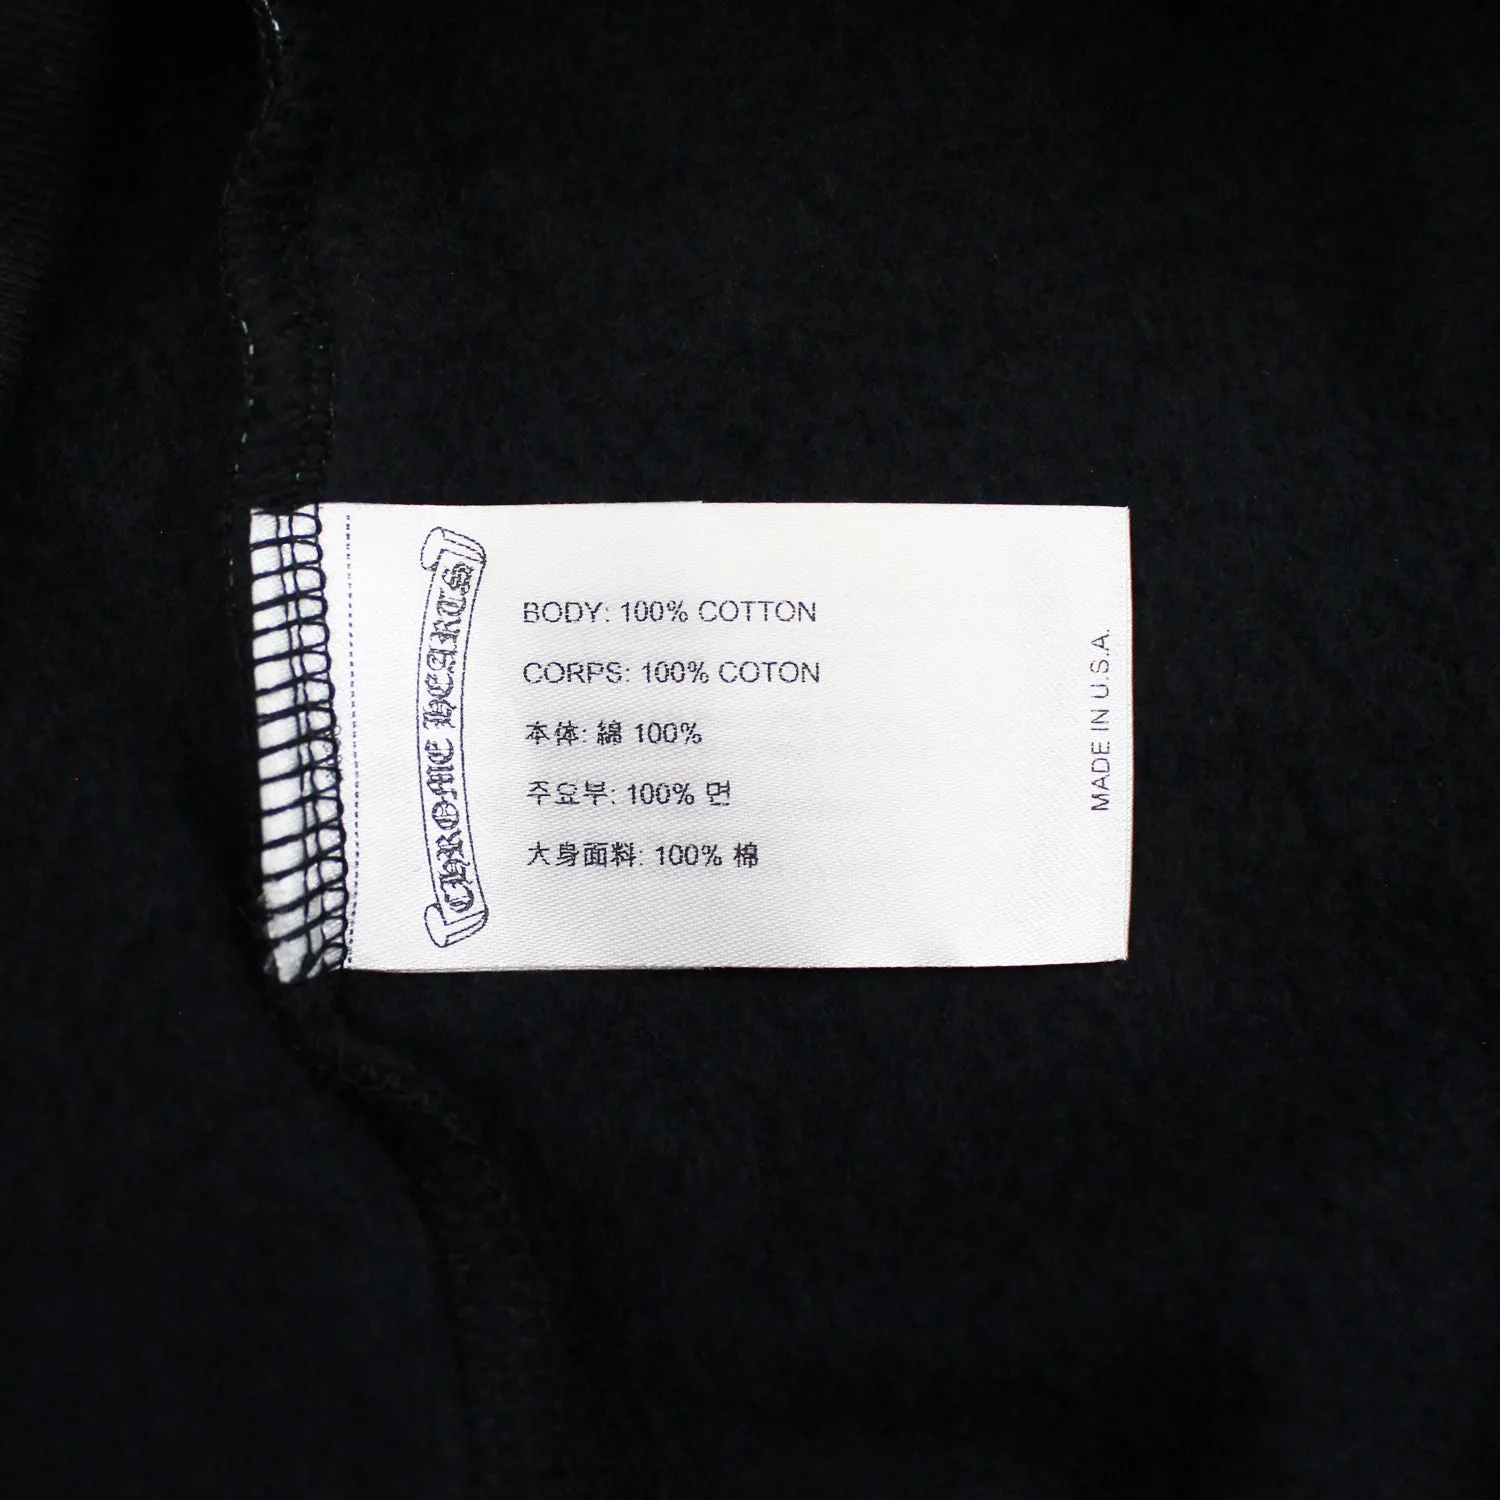 CHROME HEARTS
BODY: 100% COTTON
CORPS: 100% COTON
本体: 綿 100%
주요부: 100% 면
大身面料: 100% 棉
MADE IN U.S.A.